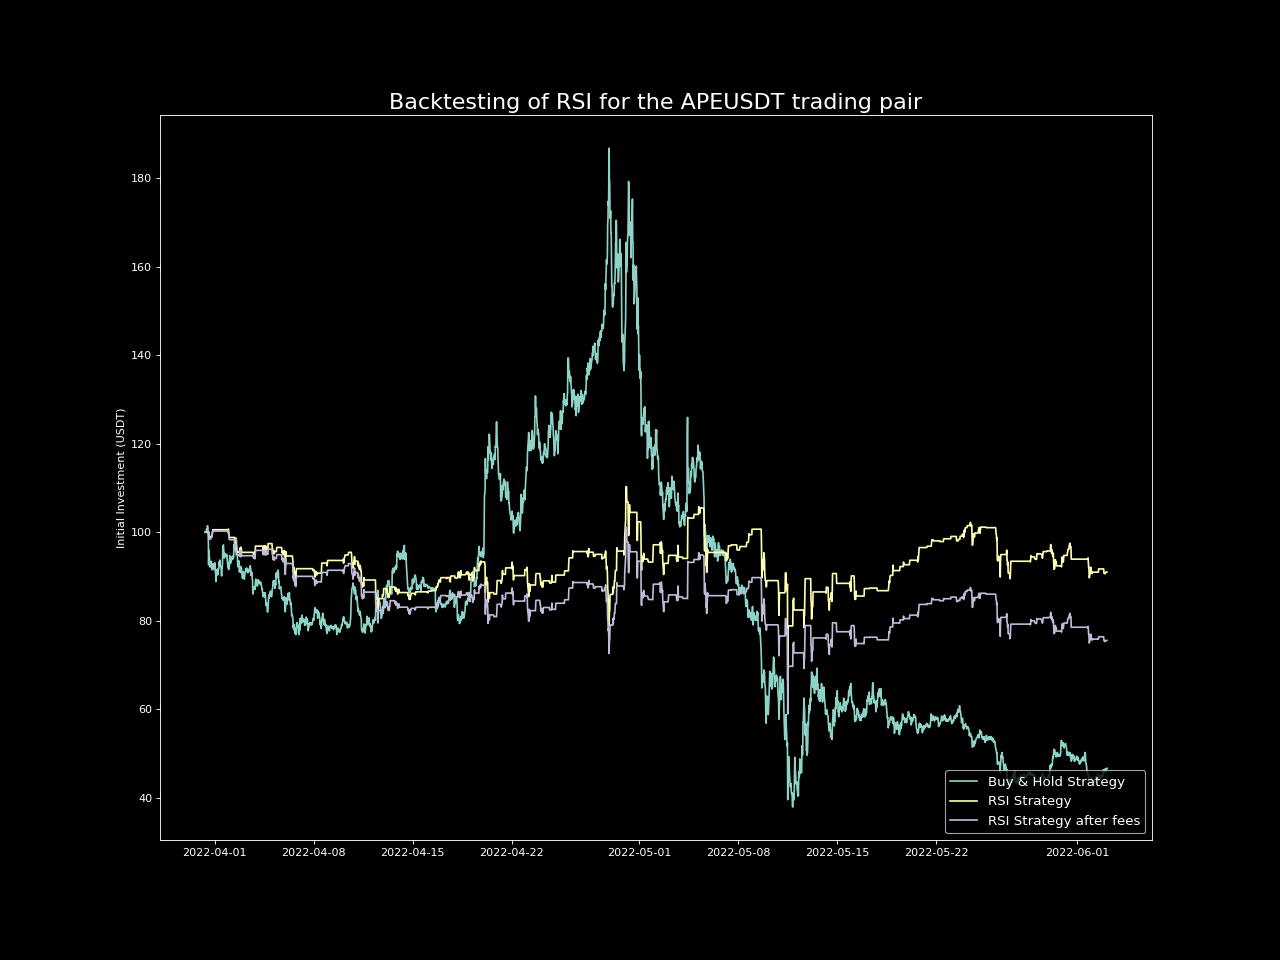 Backtesting of RSI for the APEUSDT trading pair
Initial Investment (USDT)
180
160
140
120
100
80
60
40
2022-04-01 2022-04-08 2022-04-15 2022-04-22 2022-05-01 2022-05-08 2022-05-15 2022-05-22 2022-06-01
Buy & Hold Strategy
RSI Strategy
RSI Strategy after fees